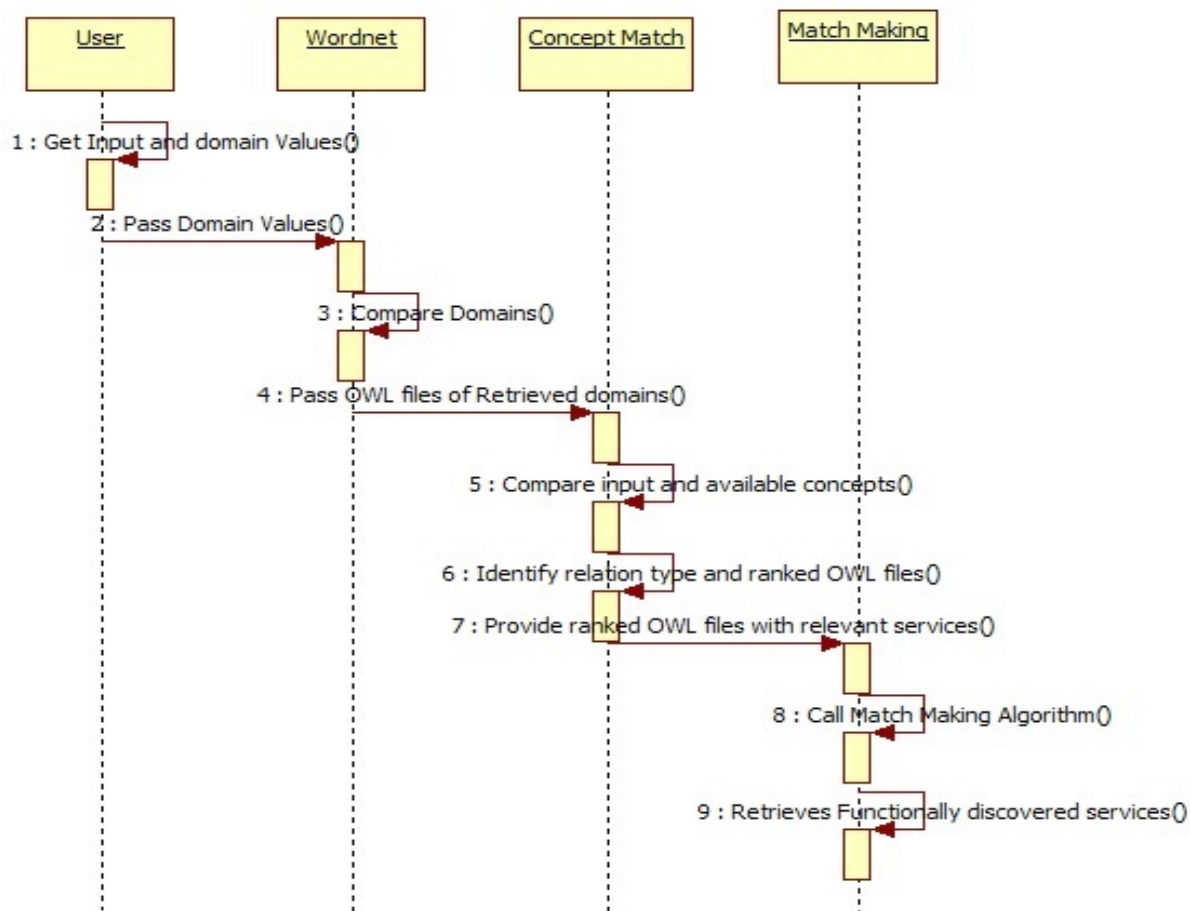 User
Wordnet
Concept Match
Match Making
1 : Get Input and domain Values()
2 : Pass Domain Values()
3 : Compare Domains()
4 : Pass OWL files of Retrieved domains()
5 : Compare input and available concepts()
6 : Identify relation type and ranked OWL files()
7 : Provide ranked OWL files with relevant services()
8 : Call Match Making Algorithm()
9 : Retrieves Functionally discovered services()